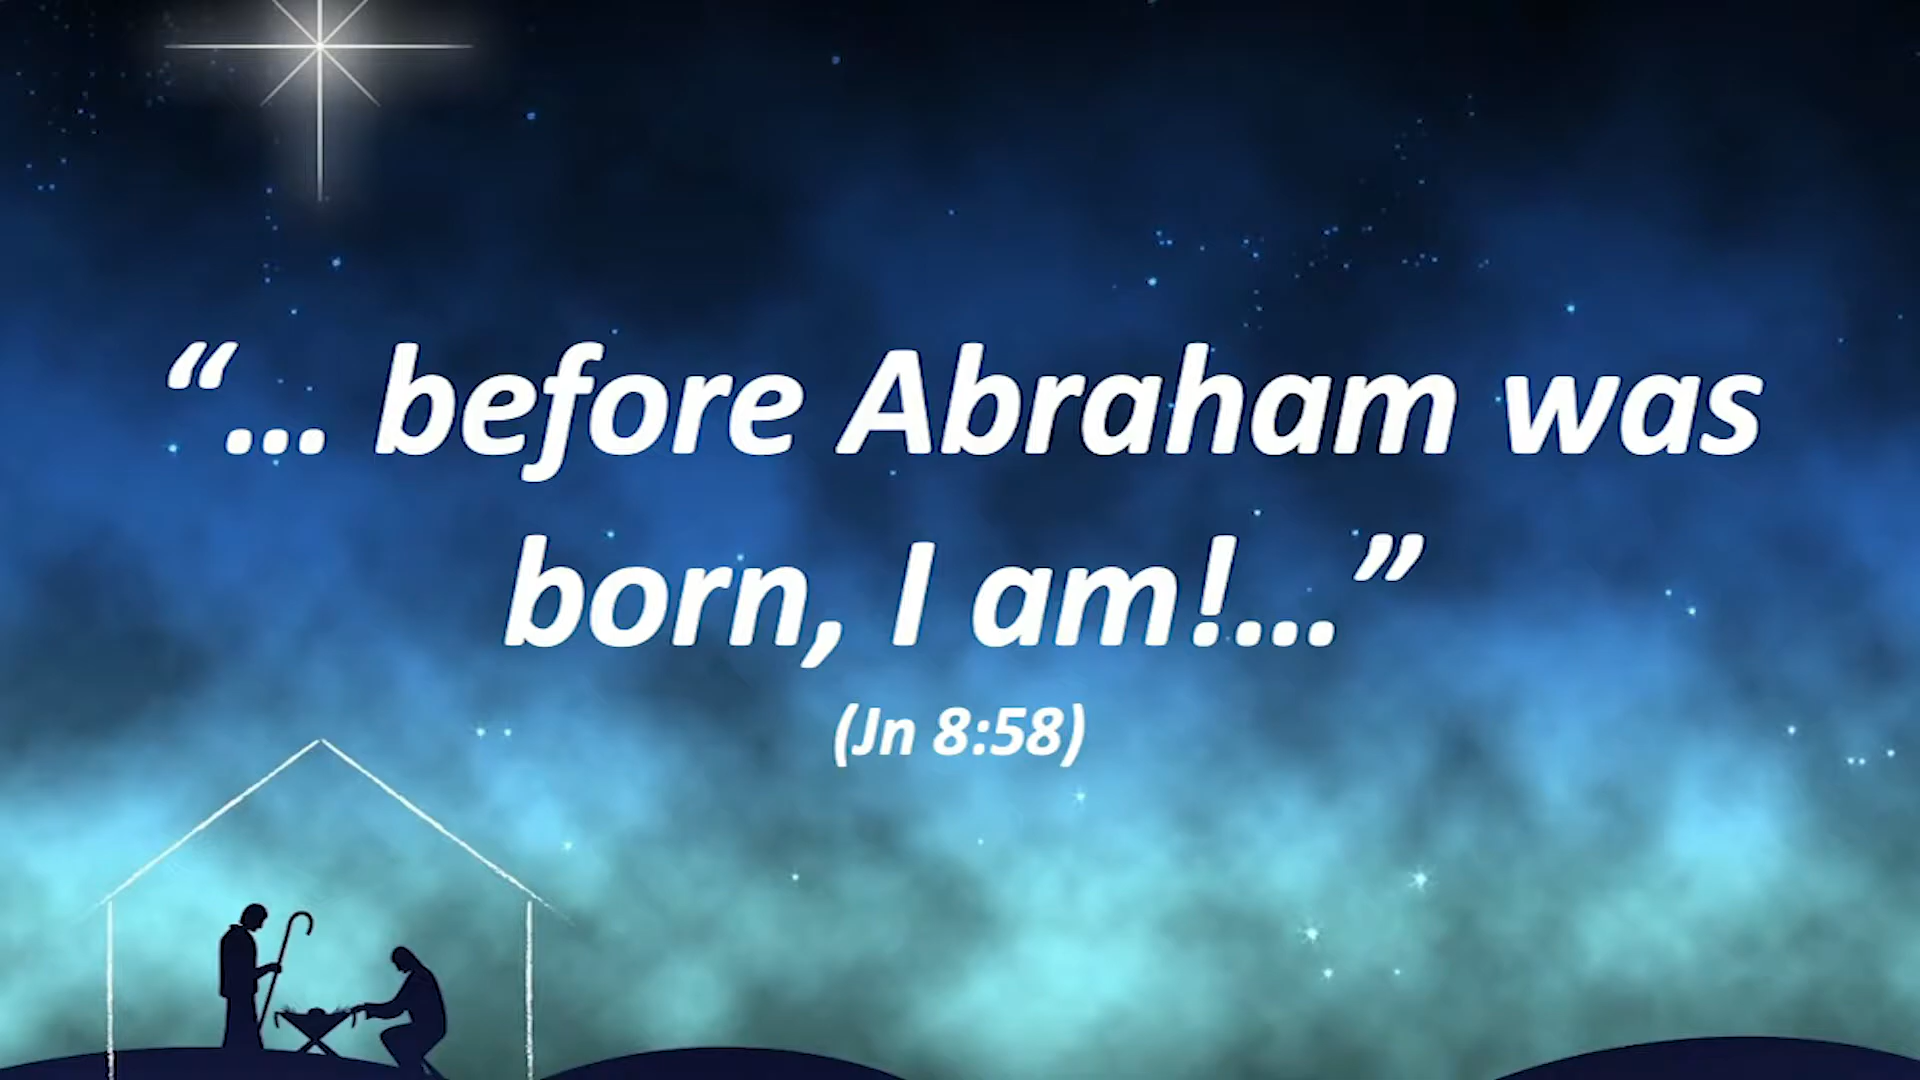 “... before Abraham was
born, I am!...”
(Jn 8:58)